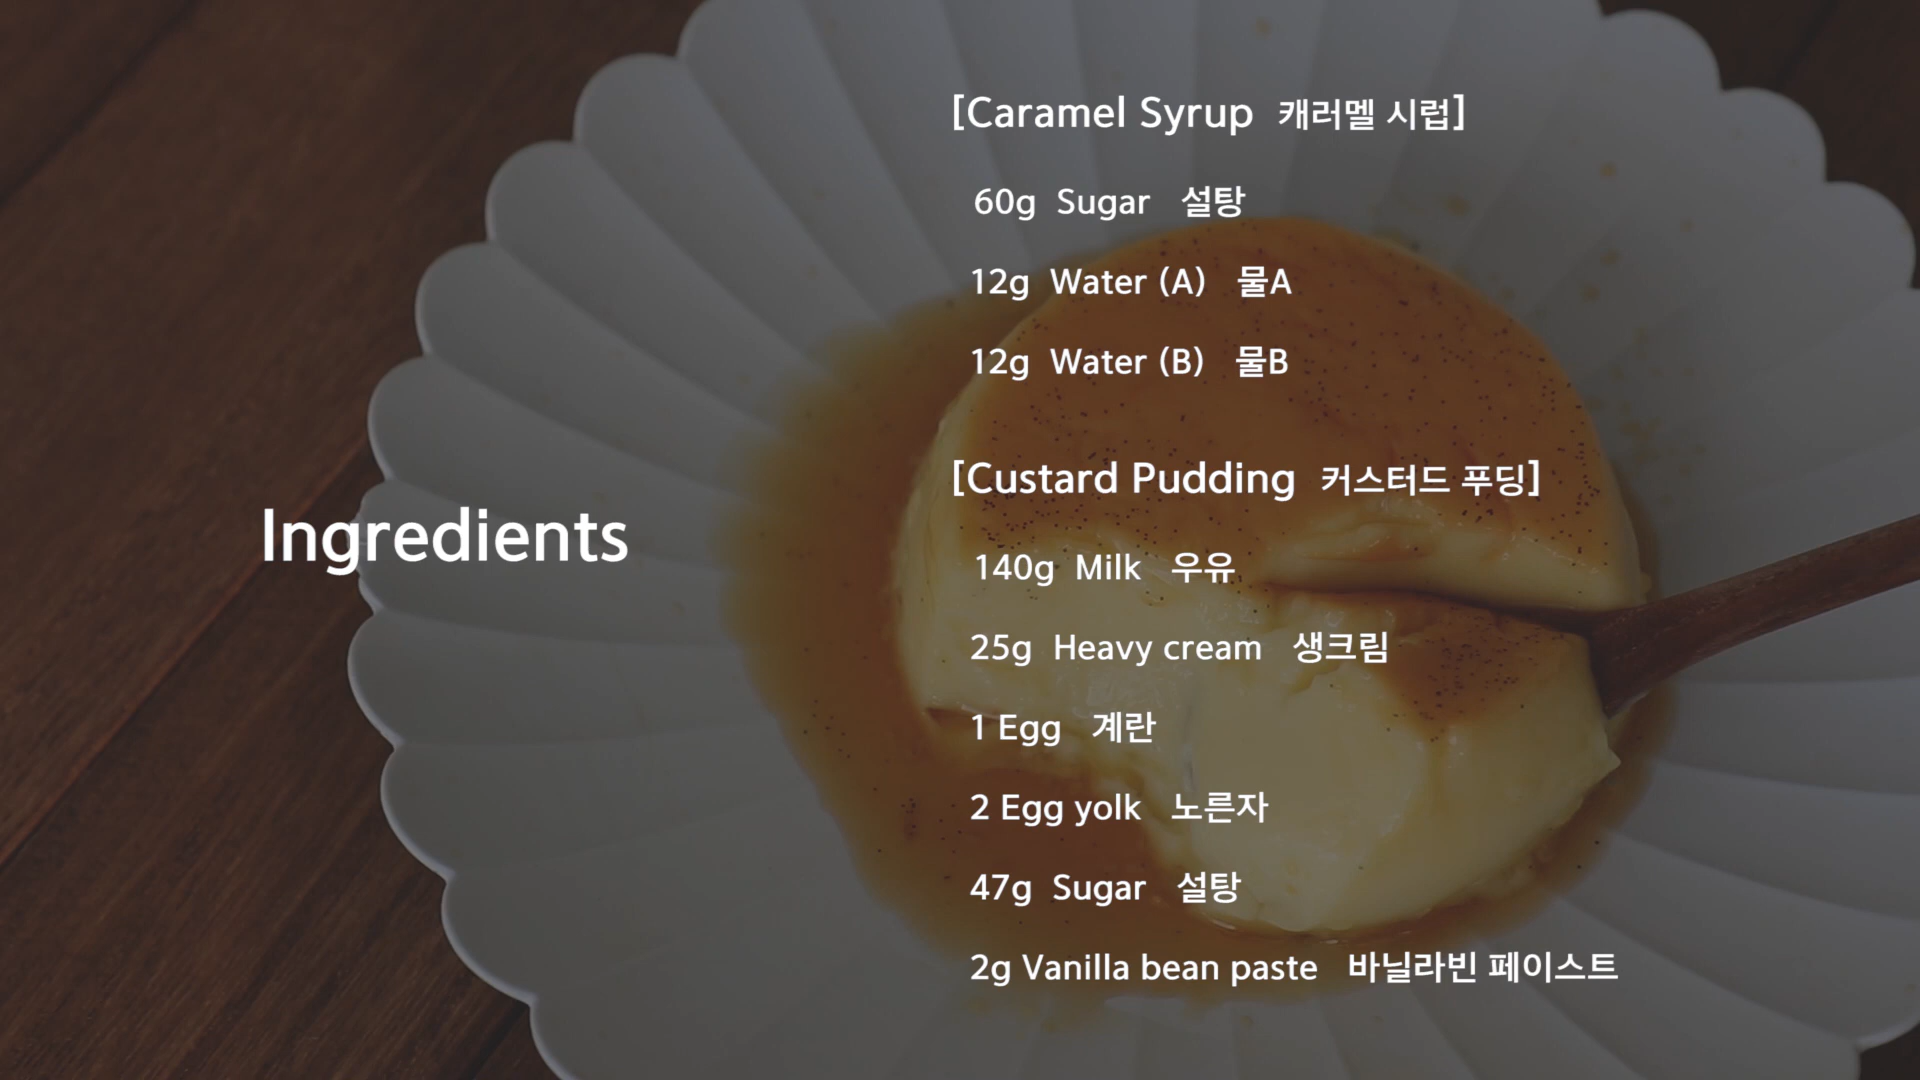 Ingredients
[Caramel Syrup 캐러멜 시럽]
60g Sugar 설탕
12g Water (A) 물A
12g Water (B) 물B
[Custard Pudding 커스터드 푸딩]
140g Milk 우유
25g Heavy cream 생크림
1 Egg 계란
2 Egg yolk 노른자
47g Sugar 설탕
2g Vanilla bean paste 바닐라빈 페이스트